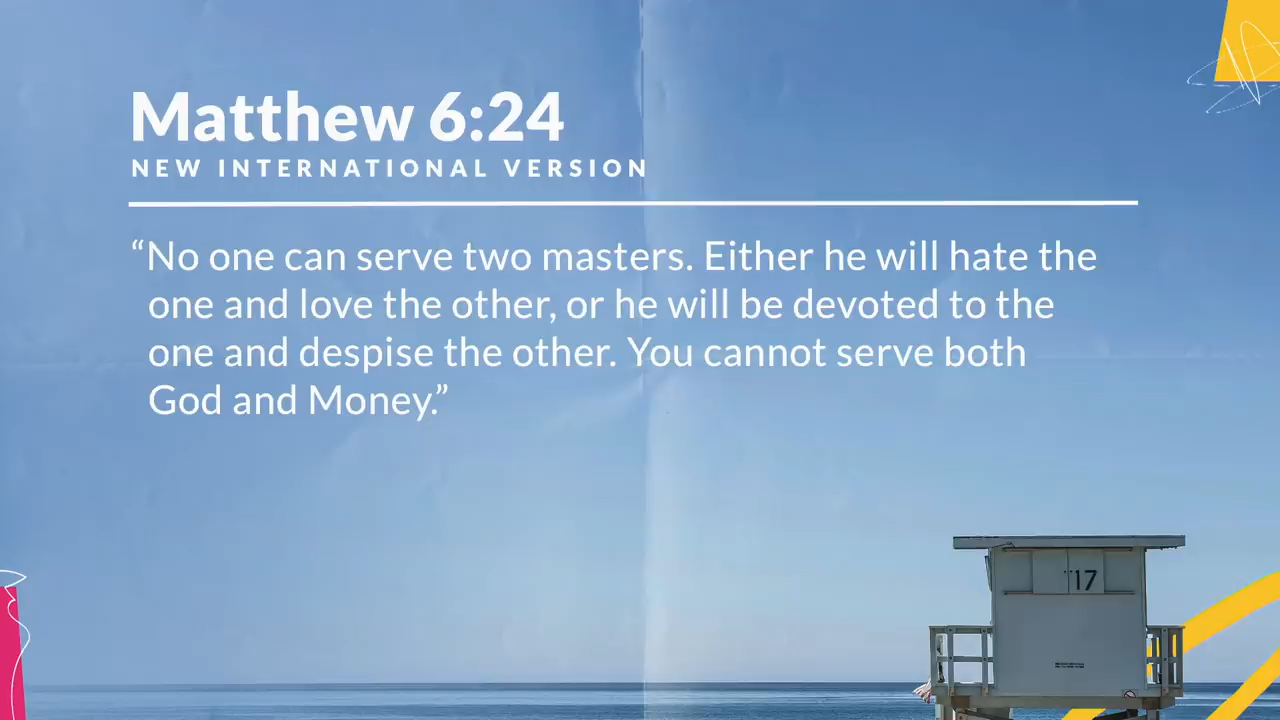 Matthew 6:24
NEW INTERNATIONAL VERSION
“No one can serve two masters. Either he will hate the
one and love the other, or he will be devoted to the
one and despise the other. You cannot serve both
God and Money.”
17